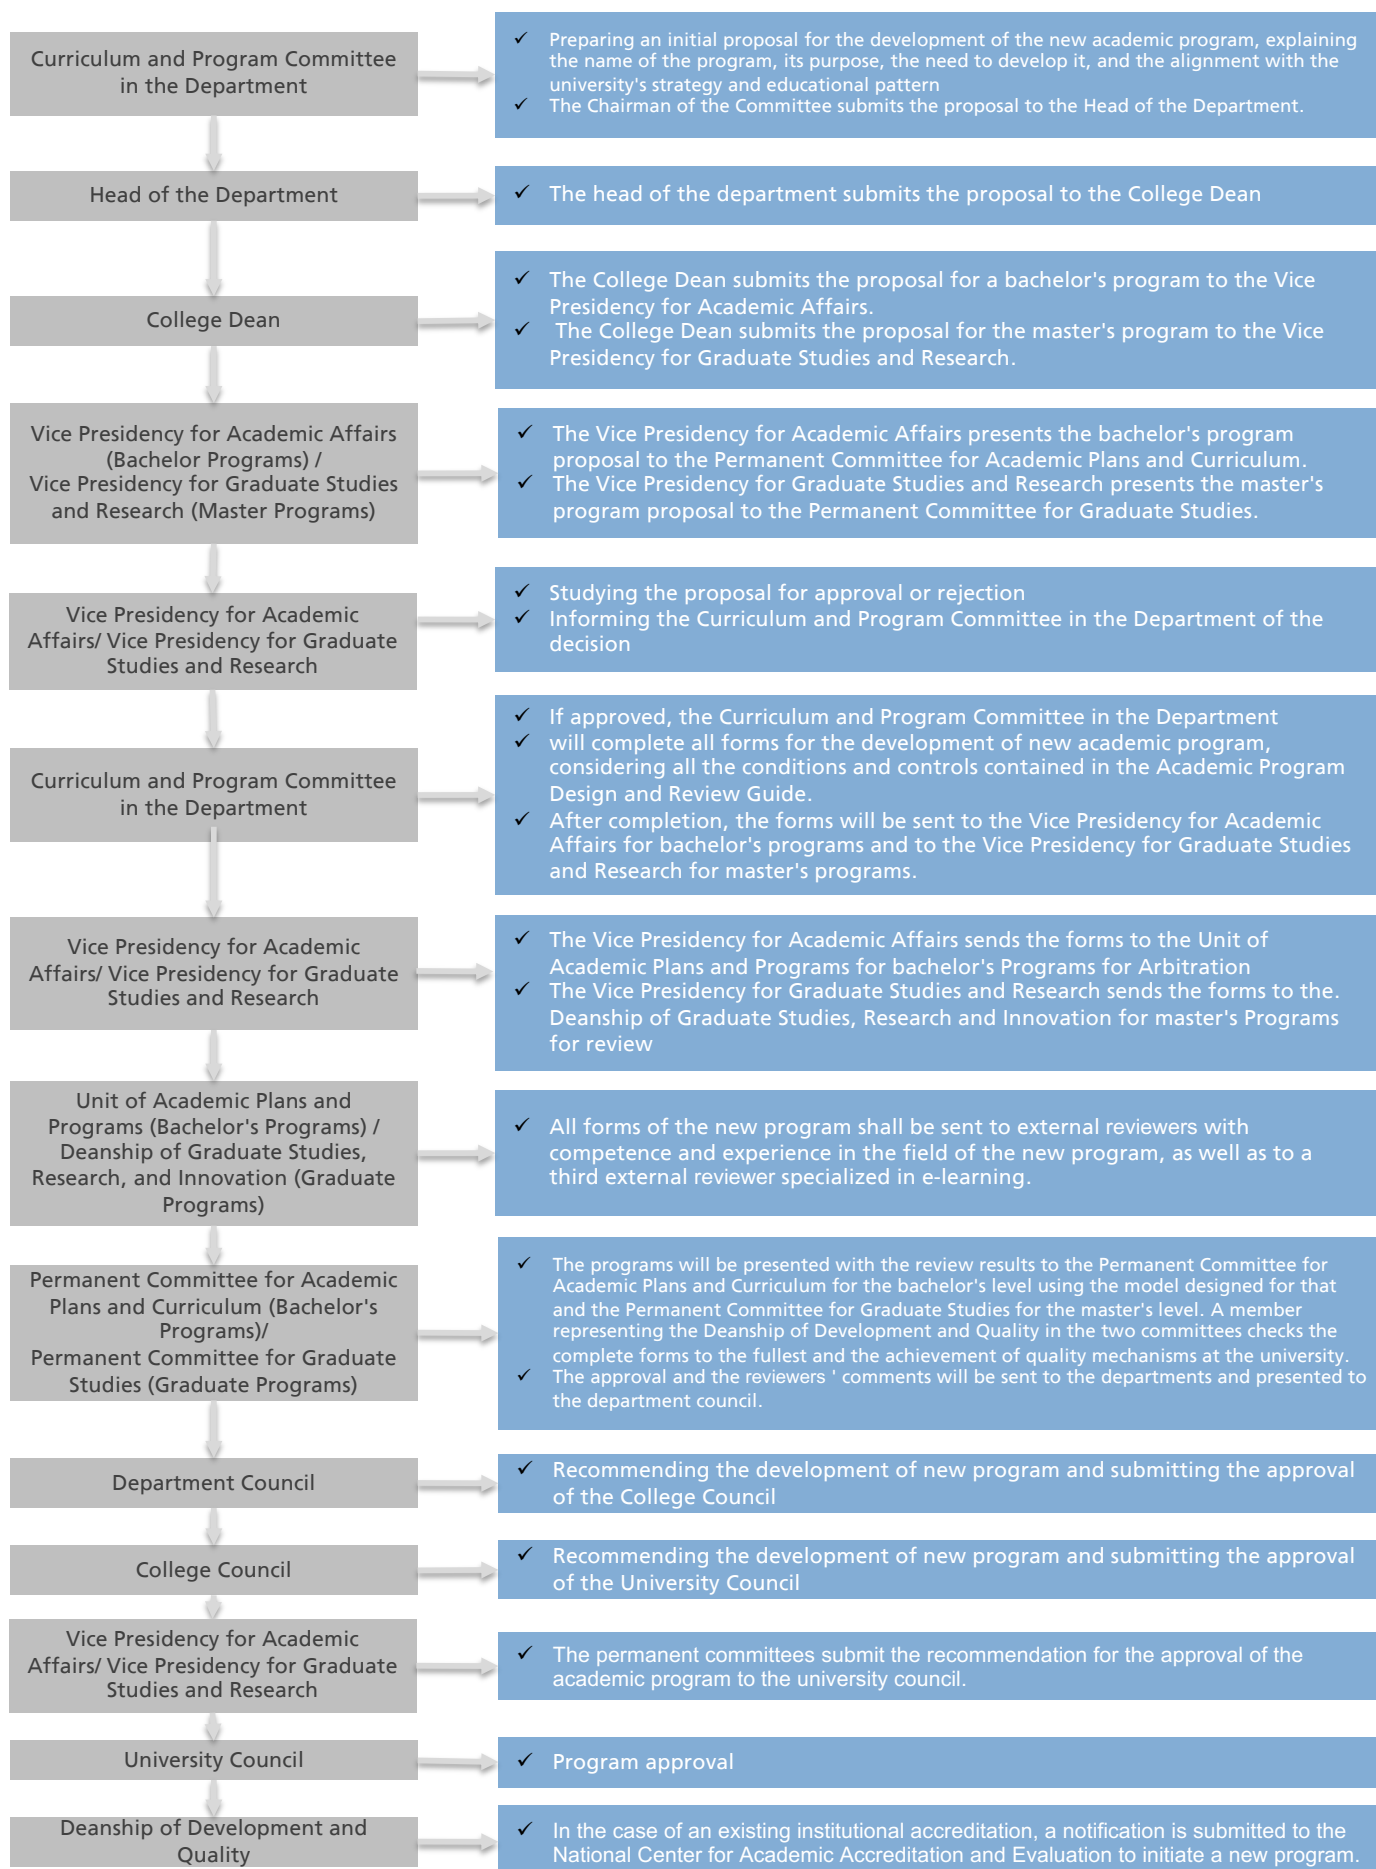 Curriculum and Program Committee
in the Department
✓ Preparing an initial proposal for the development of the new academic program, explaining
the name of the program, its purpose, the need to develop it, and the alignment with the
university's strategy and educational pattern
✓ The Chairman of the Committee submits the proposal to the Head of the Department.
Head of the Department
✓ The head of the department submits the proposal to the College Dean
College Dean
✓ The College Dean submits the proposal for a bachelor's program to the Vice
Presidency for Academic Affairs.
✓ The College Dean submits the proposal for the master's program to the Vice
Presidency for Graduate Studies and Research.
Vice Presidency for Academic Affairs
(Bachelor Programs) /
Vice Presidency for Graduate Studies
and Research (Master Programs)
✓ The Vice Presidency for Academic Affairs presents the bachelor's program
proposal to the Permanent Committee for Academic Plans and Curriculum.
✓ The Vice Presidency for Graduate Studies and Research presents the master's
program proposal to the Permanent Committee for Graduate Studies.
Vice Presidency for Academic
Affairs/ Vice Presidency for Graduate
Studies and Research
✓ Studying the proposal for approval or rejection
✓ Informing the Curriculum and Program Committee in the Department of the
decision
Curriculum and Program Committee
in the Department
✓ If approved, the Curriculum and Program Committee in the Department
✓ will complete all forms for the development of new academic program,
considering all the conditions and controls contained in the Academic Program
Design and Review Guide.
✓ After completion, the forms will be sent to the Vice Presidency for Academic
Affairs for bachelor's programs and to the Vice Presidency for Graduate Studies
and Research for master's programs.
Vice Presidency for Academic
Affairs/ Vice Presidency for Graduate
Studies and Research
✓ The Vice Presidency for Academic Affairs sends the forms to the Unit of
Academic Plans and Programs for bachelor's Programs for Arbitration
✓ The Vice Presidency for Graduate Studies and Research sends the forms to the.
Deanship of Graduate Studies, Research and Innovation for master's Programs
for review
Unit of Academic Plans and
Programs (Bachelor's Programs) /
Deanship of Graduate Studies,
Research, and Innovation (Graduate
Programs)
✓ All forms of the new program shall be sent to external reviewers with
competence and experience in the field of the new program, as well as to a
third external reviewer specialized in e-learning.
Permanent Committee for Academic
Plans and Curriculum (Bachelor's
Programs)/
Permanent Committee for Graduate
Studies (Graduate Programs)
✓ The programs will be presented with the review results to the Permanent Committee for
Academic Plans and Curriculum for the bachelor's level using the model designed for that
and the Permanent Committee for Graduate Studies for the master's level. A member
representing the Deanship of Development and Quality in the two committees checks the
complete forms to the fullest and the achievement of quality mechanisms at the university.
✓ The approval and the reviewers ' comments will be sent to the departments and presented to
the department council.
Department Council
✓ Recommending the development of new program and submitting the approval
of the College Council
College Council
✓ Recommending the development of new program and submitting the approval
of the University Council
Vice Presidency for Academic
Affairs/ Vice Presidency for Graduate
Studies and Research
✓ The permanent committees submit the recommendation for the approval of the
academic program to the university council.
University Council
✓ Program approval
Deanship of Development and
Quality
✓ In the case of an existing institutional accreditation, a notification is submitted to the
National Center for Academic Accreditation and Evaluation to initiate a new program.